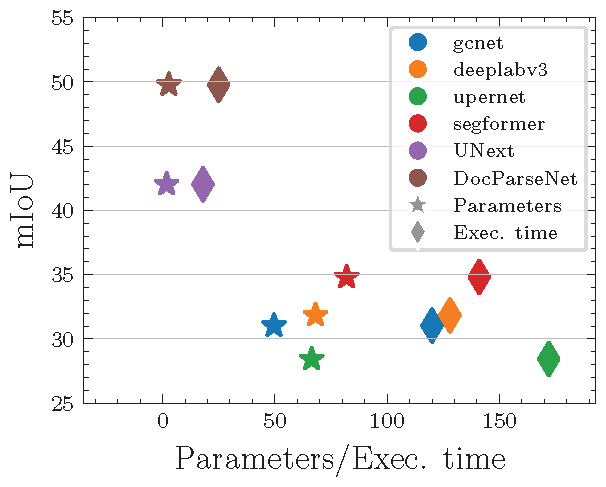 55
50
45
40
35
30
25
mIoU
0
50
100
150
Parameters/Exec. time
gcnet
deeplabv3
upernet
segformer
UNext
DocParseNet
Parameters
Exec. time